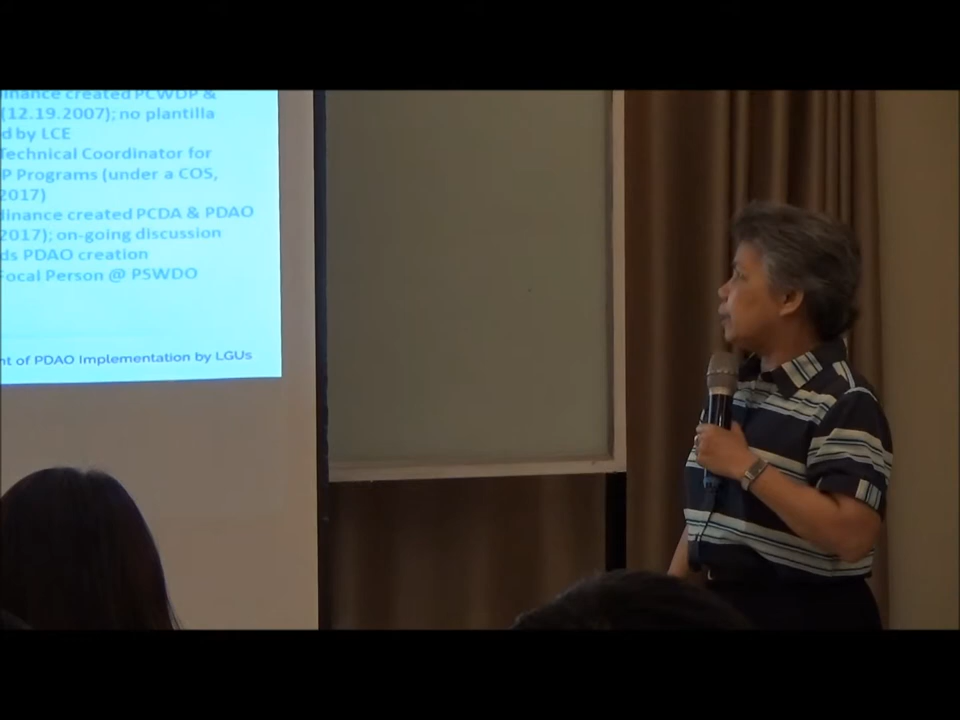 inance created PCWDP &
(12.19.2007); no plantilla
d by LCE
Technical Coordinator for
P Programs (under a COS,
2017)
dinance created PCDA & PDAO
2017); on-going discussion
ds PDAO creation
Focal Person @ PSWDO
nt of PDAO Implementation by LGUs